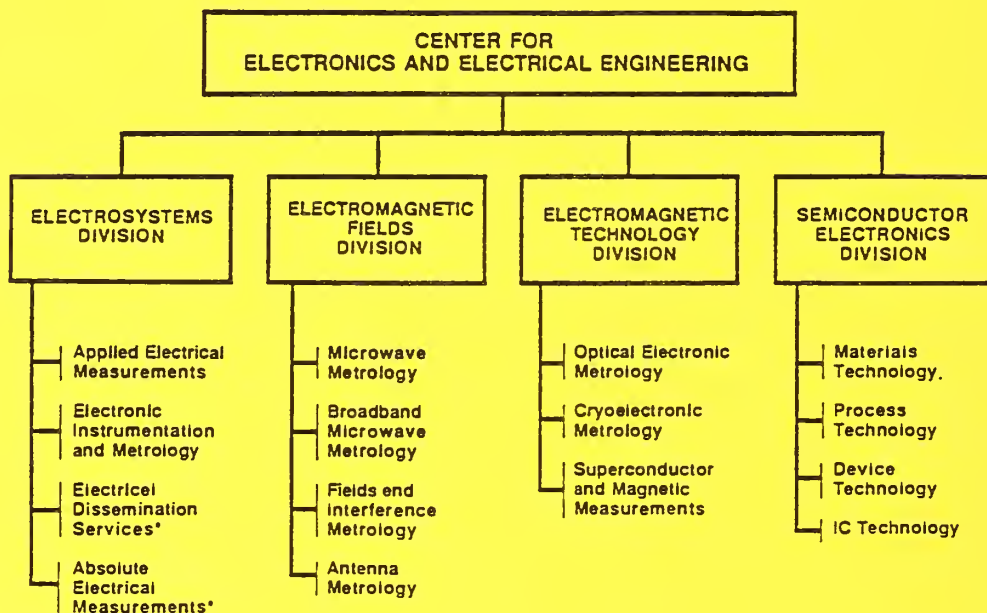 CENTER FOR
ELECTRONICS AND ELECTRICAL ENGINEERING
ELECTROSYSTEMS
DIVISION
ELECTROMAGNETIC
FIELDS
DIVISION
ELECTROMAGNETIC
TECHNOLOGY
DIVISION
SEMICONDUCTOR
ELECTRONICS
DIVISION
Applied Electrical
Measurements
Electronic
Instrumentation
and Metrology
Electricel
Dissemination
Services*
Absolute
Electrical
Measurements*
Microwave
Metrology
Broadband
Microwave
Metrology
Fields end
Interference
Metrology
Antenna
Metrology
Optical Electronic
Metrology
Cryoelectronic
Metrology
Superconductor
and Magnetic
Measurements
Materials
Technology.
Process
Technology
Device
Technology
IC Technology